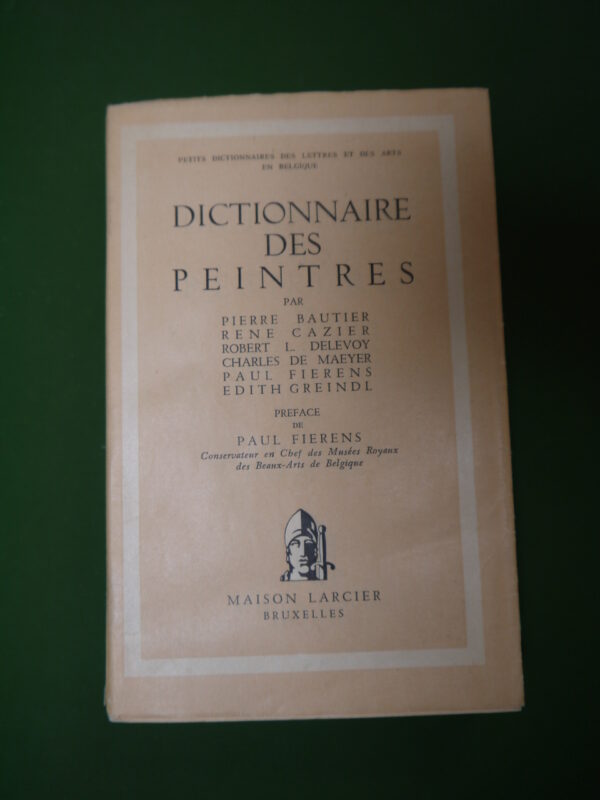 PETITS DICTIONNAIRES DES LETTRES ET DES ARTS
EN BELGIQUE
DICTIONNAIRE
DES
PEINTRES
PAR
PIERRE BAUTIER
RENE CAZIER
ROBERT L. DELEVOY
CHARLES DE MAEYER
PAUL FIERENS
EDITH GREINDL
PREFACE
DE
PAUL FIERENS
Conservateur en Chef des Musées Royaux
des Beaux-Arts de Belgique
MAISON LARCIER
BRUXELLES